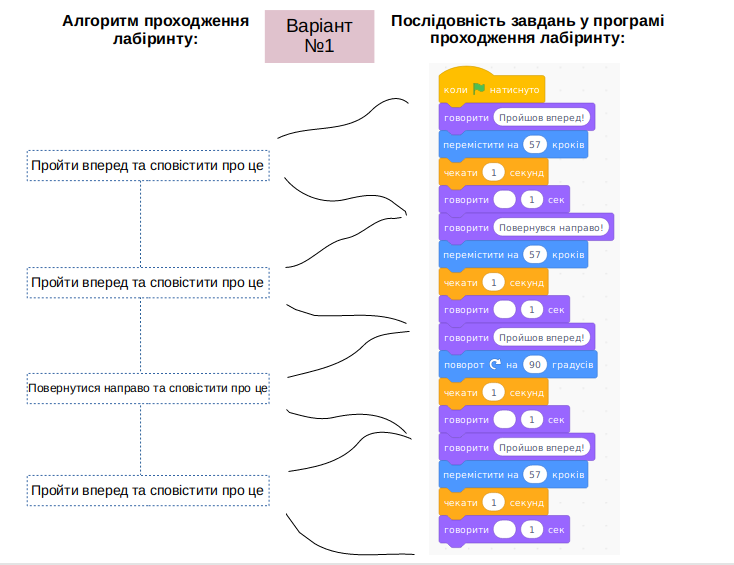 Алгоритм проходження
лабіринту:
Варіант
№1
Послідовність завдань у програмі
проходження лабіринту:
Пройти вперед та сповістити про це
Пройти вперед та сповістити про це
Повернутися направо та сповістити про це
Пройти вперед та сповістити про це
коли натиснуто
говорити Пройшов вперед!
перемістити на 57 кроків
чекати 1 секунд
говорити 1 сек
говорити Повернувся направо!
перемістити на 57 кроків
чекати 1 секунд
говорити 1 сек
говорити Пройшов вперед!
поворот на 90 градусів
чекати 1 секунд
говорити 1 сек
говорити Пройшов вперед!
перемістити на 57 кроків
чекати 1 секунд
говорити 1 сек